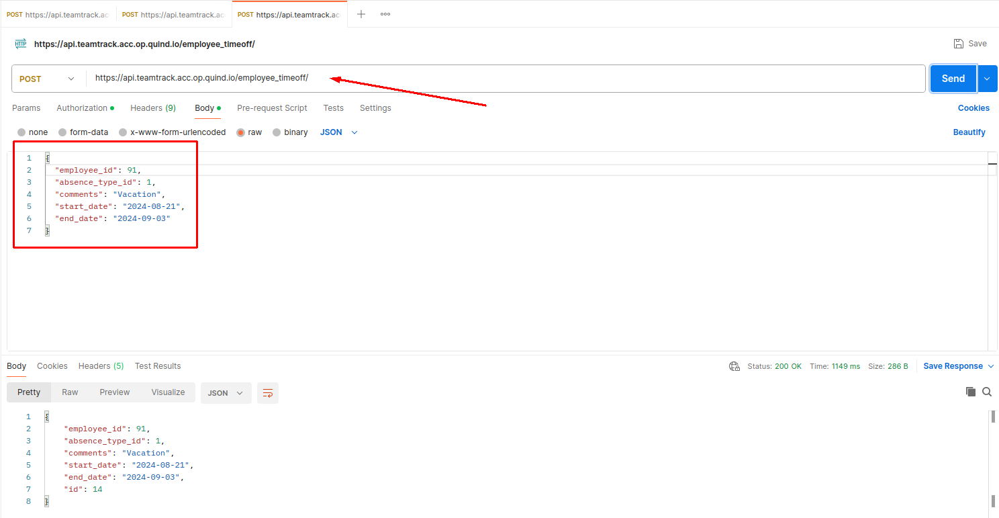 POST https://api.teamtrack.ac POST https://api.teamtrack.ac POST https://api.teamtrack.ac
HTTP https://api.teamtrack.acc.op.quind.io/employee_timeoff/ Save
POST https://api.teamtrack.acc.op.quind.io/employee_timeoff/ Send
Params Authorization Headers (9) Body Pre-request Script Tests Settings Cookies
none form-data x-www-form-urlencoded raw binary JSON Beautify
1 {
2 "employee_id": 91,
3 "absence_type_id": 1,
4 "comments": "Vacation",
5 "start_date": "2024-08-21",
6 "end_date": "2024-09-03"
7 }
Body Cookies Headers (5) Test Results Status: 200 OK Time: 1149 ms Size: 286 B Save Response
Pretty Raw Preview Visualize JSON
1 {
2 "employee_id": 91,
3 "absence_type_id": 1,
4 "comments": "Vacation",
5 "start_date": "2024-08-21",
6 "end_date": "2024-09-03",
7 "id": 14
8 }